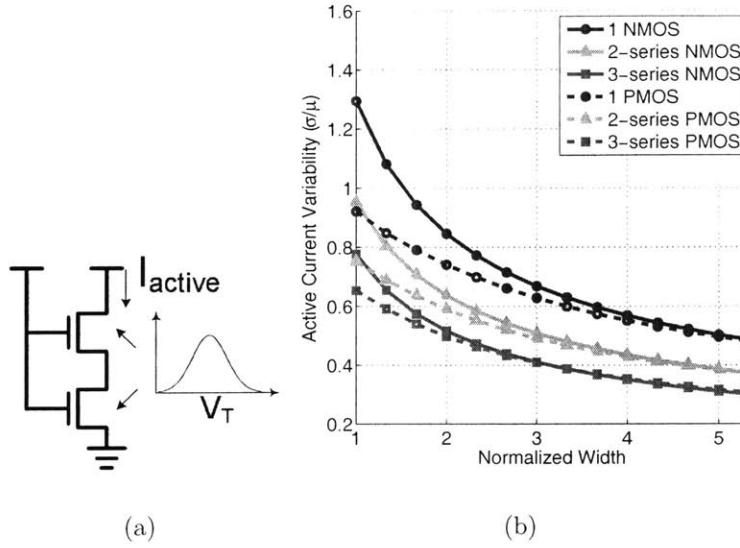 I active
V T
(a)
1.6
1.4
1.2
1
0.8
0.6
0.4
0.2
Active Current Variability (σ/μ)
1 NMOS
2-series NMOS
3-series NMOS
1 PMOS
2-series PMOS
3-series PMOS
1 2 3 4 5
Normalized Width
(b)